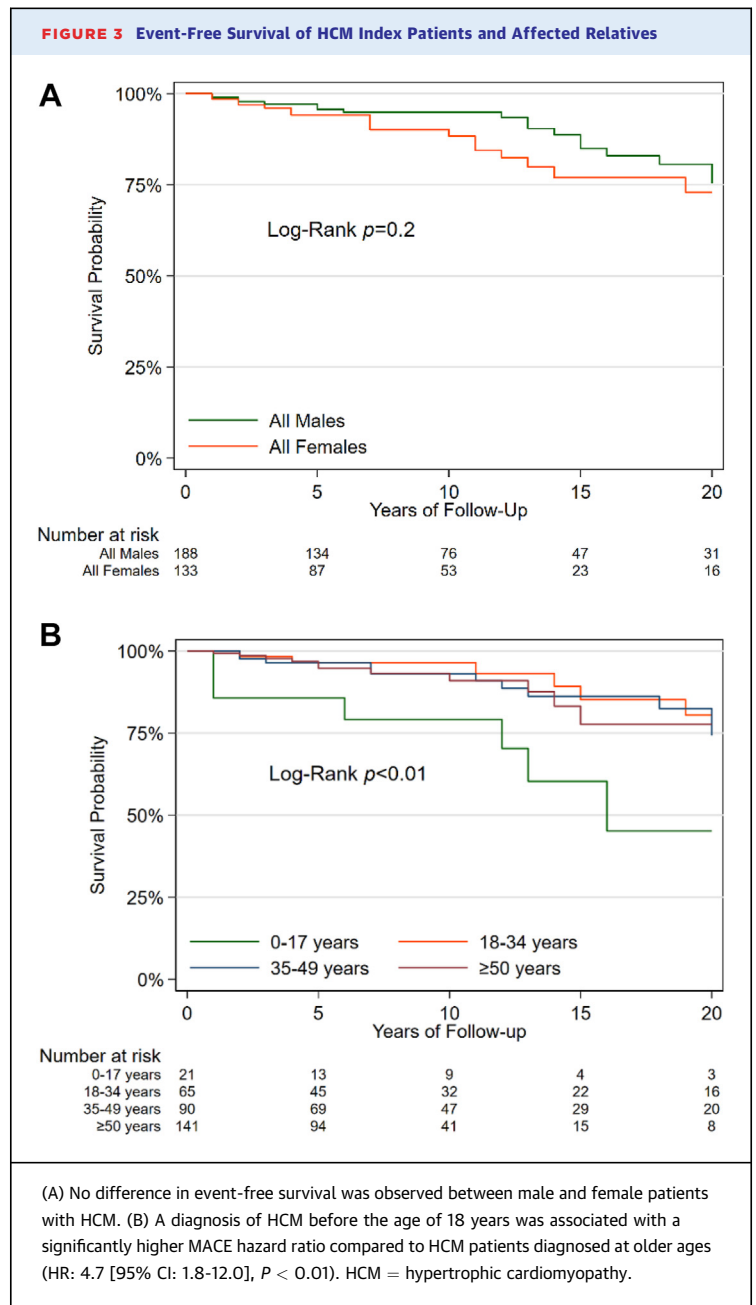 FIGURE 3 Event-Free Survival of HCM Index Patients and Affected Relatives
A
100%
75%
50%
25%
0%
Survival Probability
Log-Rank p=0.2
All Males
All Females
0 5 10 15 20
Years of Follow-Up
Number at risk
All Males 188 134 76 47 31
All Females 133 87 53 23 16
B
100%
75%
50%
25%
0%
Survival Probability
Log-Rank p<0.01
0-17 years 18-34 years
35-49 years ≥50 years
0 5 10 15 20
Years of Follow-up
Number at risk
0-17 years 21 13 9 4 3
18-34 years 65 45 32 22 16
35-49 years 90 69 47 29 20
≥50 years 141 94 41 15 8
(A) No difference in event-free survival was observed between male and female patients
with HCM. (B) A diagnosis of HCM before the age of 18 years was associated with a
significantly higher MACE hazard ratio compared to HCM patients diagnosed at older ages
(HR: 4.7 [95% CI: 1.8-12.0], P < 0.01). HCM = hypertrophic cardiomyopathy.